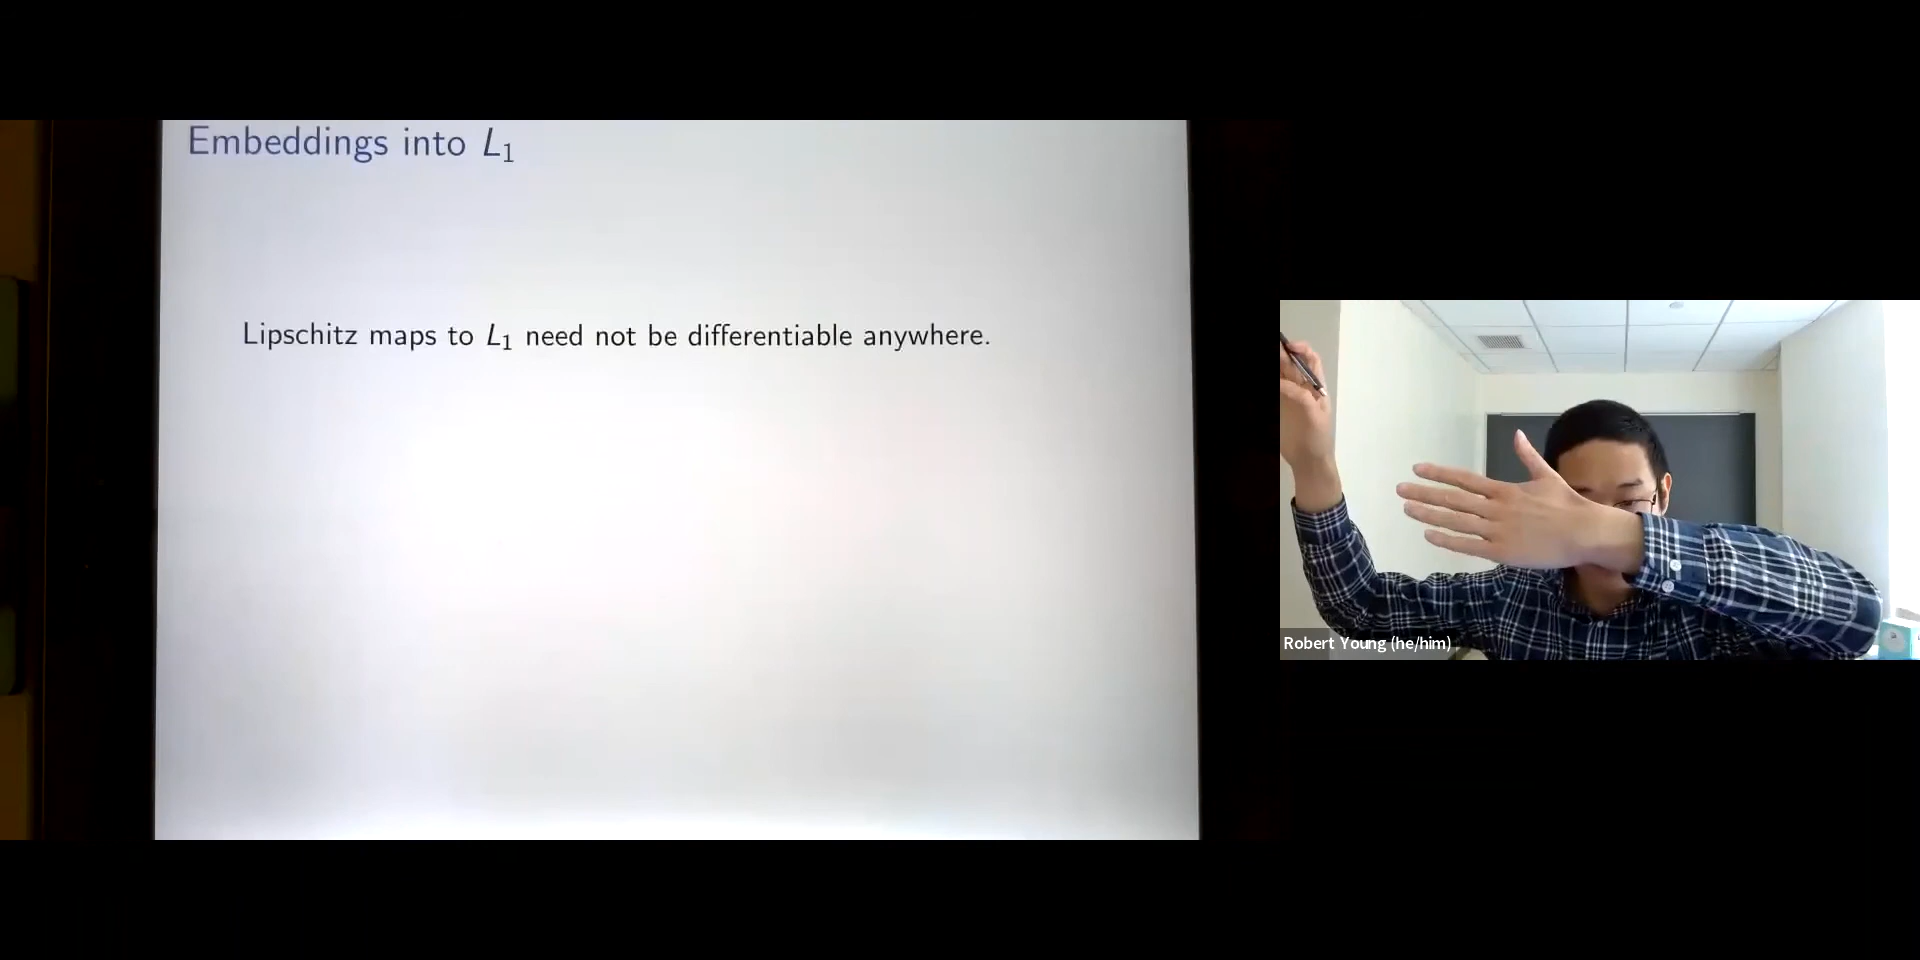 Embeddings into L₁
Lipschitz maps to L₁ need not be differentiable anywhere.
Robert Young (he/him)